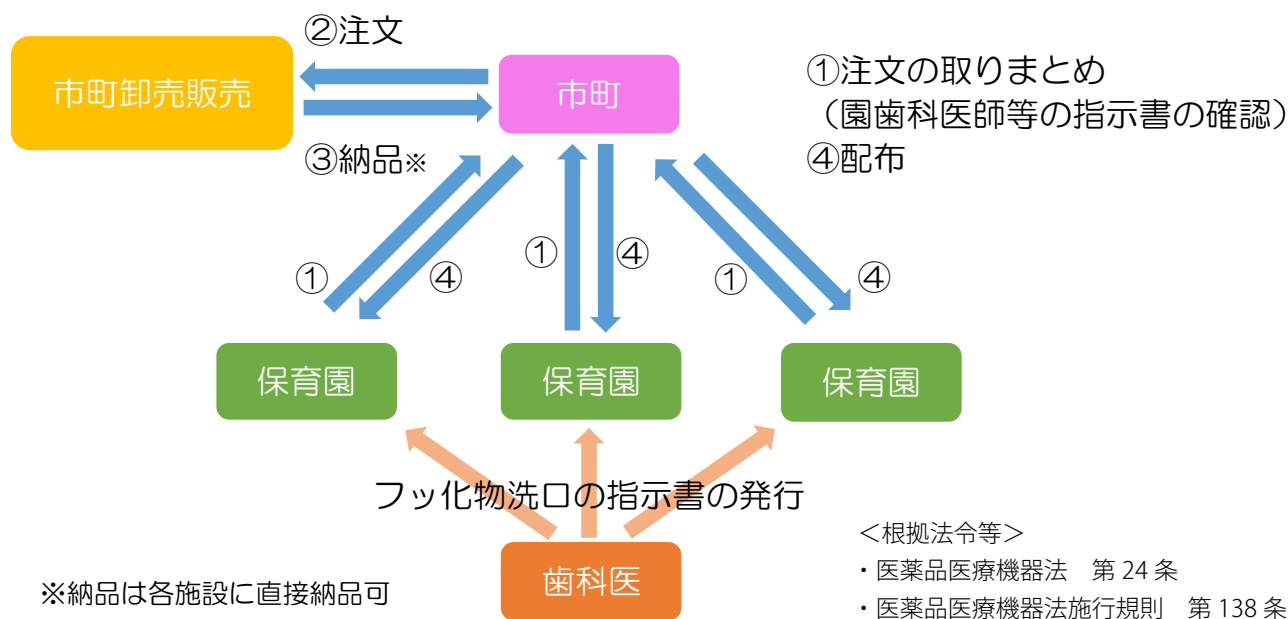 ②注文
市町卸売販売
市町
①注文の取りまとめ
（園歯科医師等の指示書の確認）
④配布
③納品※
①
④
①
④
①
④
保育園
保育園
保育園
フッ化物洗口の指示書の発行
歯科医
※納品は各施設に直接納品可
＜根拠法令等＞
・医薬品医療機器法　第 24 条
・医薬品医療機器法施行規則　第 138 条